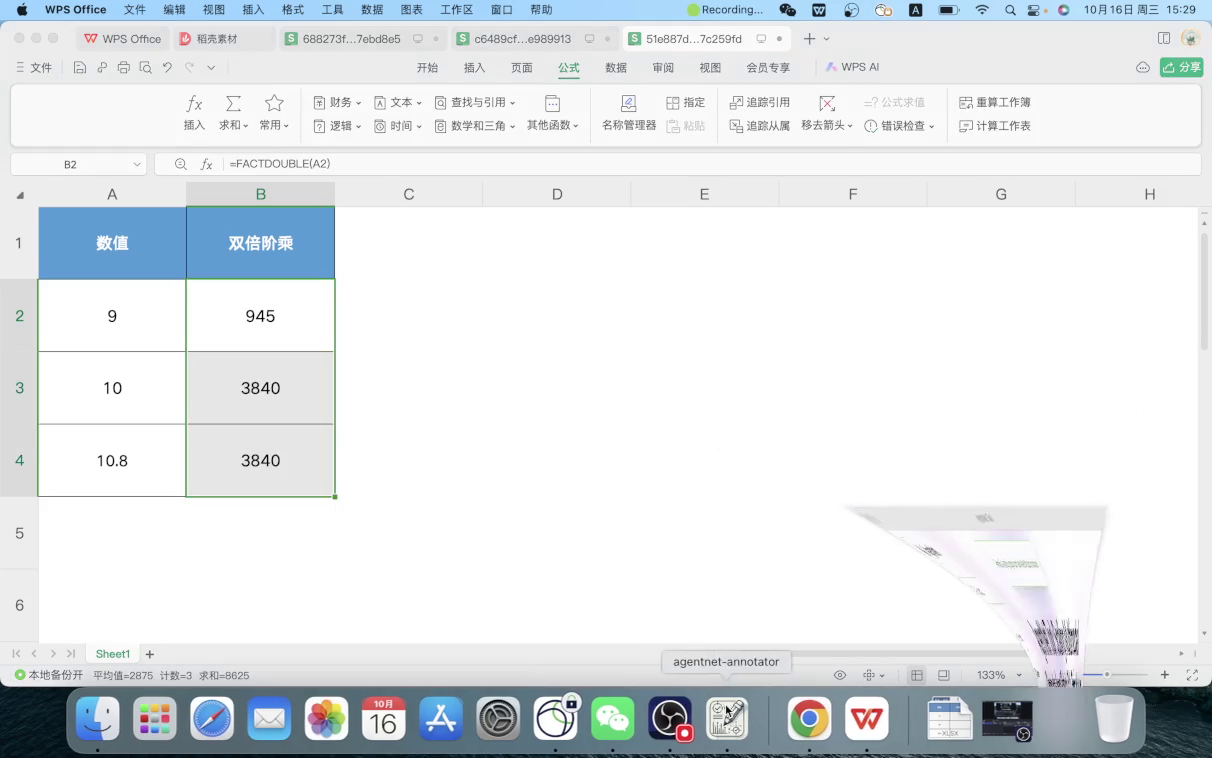 WPS Office 文件 编辑 视图 插入 格式 工具 数据 窗口 工作区 窗口 帮助 Recording... 10月16日 周三 15:29
WPS Office 稻壳素材 688273f...7ebd8e5 c6489cf...e989913 51e887d...7c259fd
文件 开始 插入 页面 公式 数据 审阅 视图 会员专享 WPS AI 分享
财务 文本 查找与引用 指定 追踪引用 =? 公式求值 重算工作簿
插入 求和 常用 逻辑 时间 数学和三角 其他函数 名称管理器 粘贴 追踪从属 移去箭头 错误检查 计算工作表
B2 fx =FACTDOUBLE(A2)
A B C D E F G H
1 数值 双倍阶乘
2 9 945
3 10 3840
4 10.8 3840
5
6
Sheet1
本地备份开 平均值=2875 计数=3 求和=8625 133%
agentnet-annotator
10月
16
XLSX